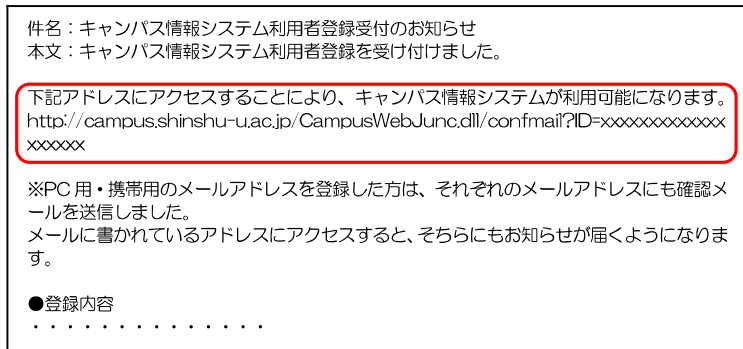 件名：キャンパス情報システム利用者登録受付のお知らせ
本文：キャンパス情報システム利用者登録を受け付けました。
下記アドレスにアクセスすることにより、キャンパス情報システムが利用可能になります。
http://campus.shinshu-u.ac.jp/CampusWebJunc.dll/confmail?ID=xxxxxxxxxxxxx
xxxxxx
※PC用・携帯用のメールアドレスを登録した方は、それぞれのメールアドレスにも確認メ
ールを送信しました。
メールに書かれているアドレスにアクセスすると、そちらにもお知らせが届くようになりま
す。
●登録内容
・・・・・・・・・・・・・・